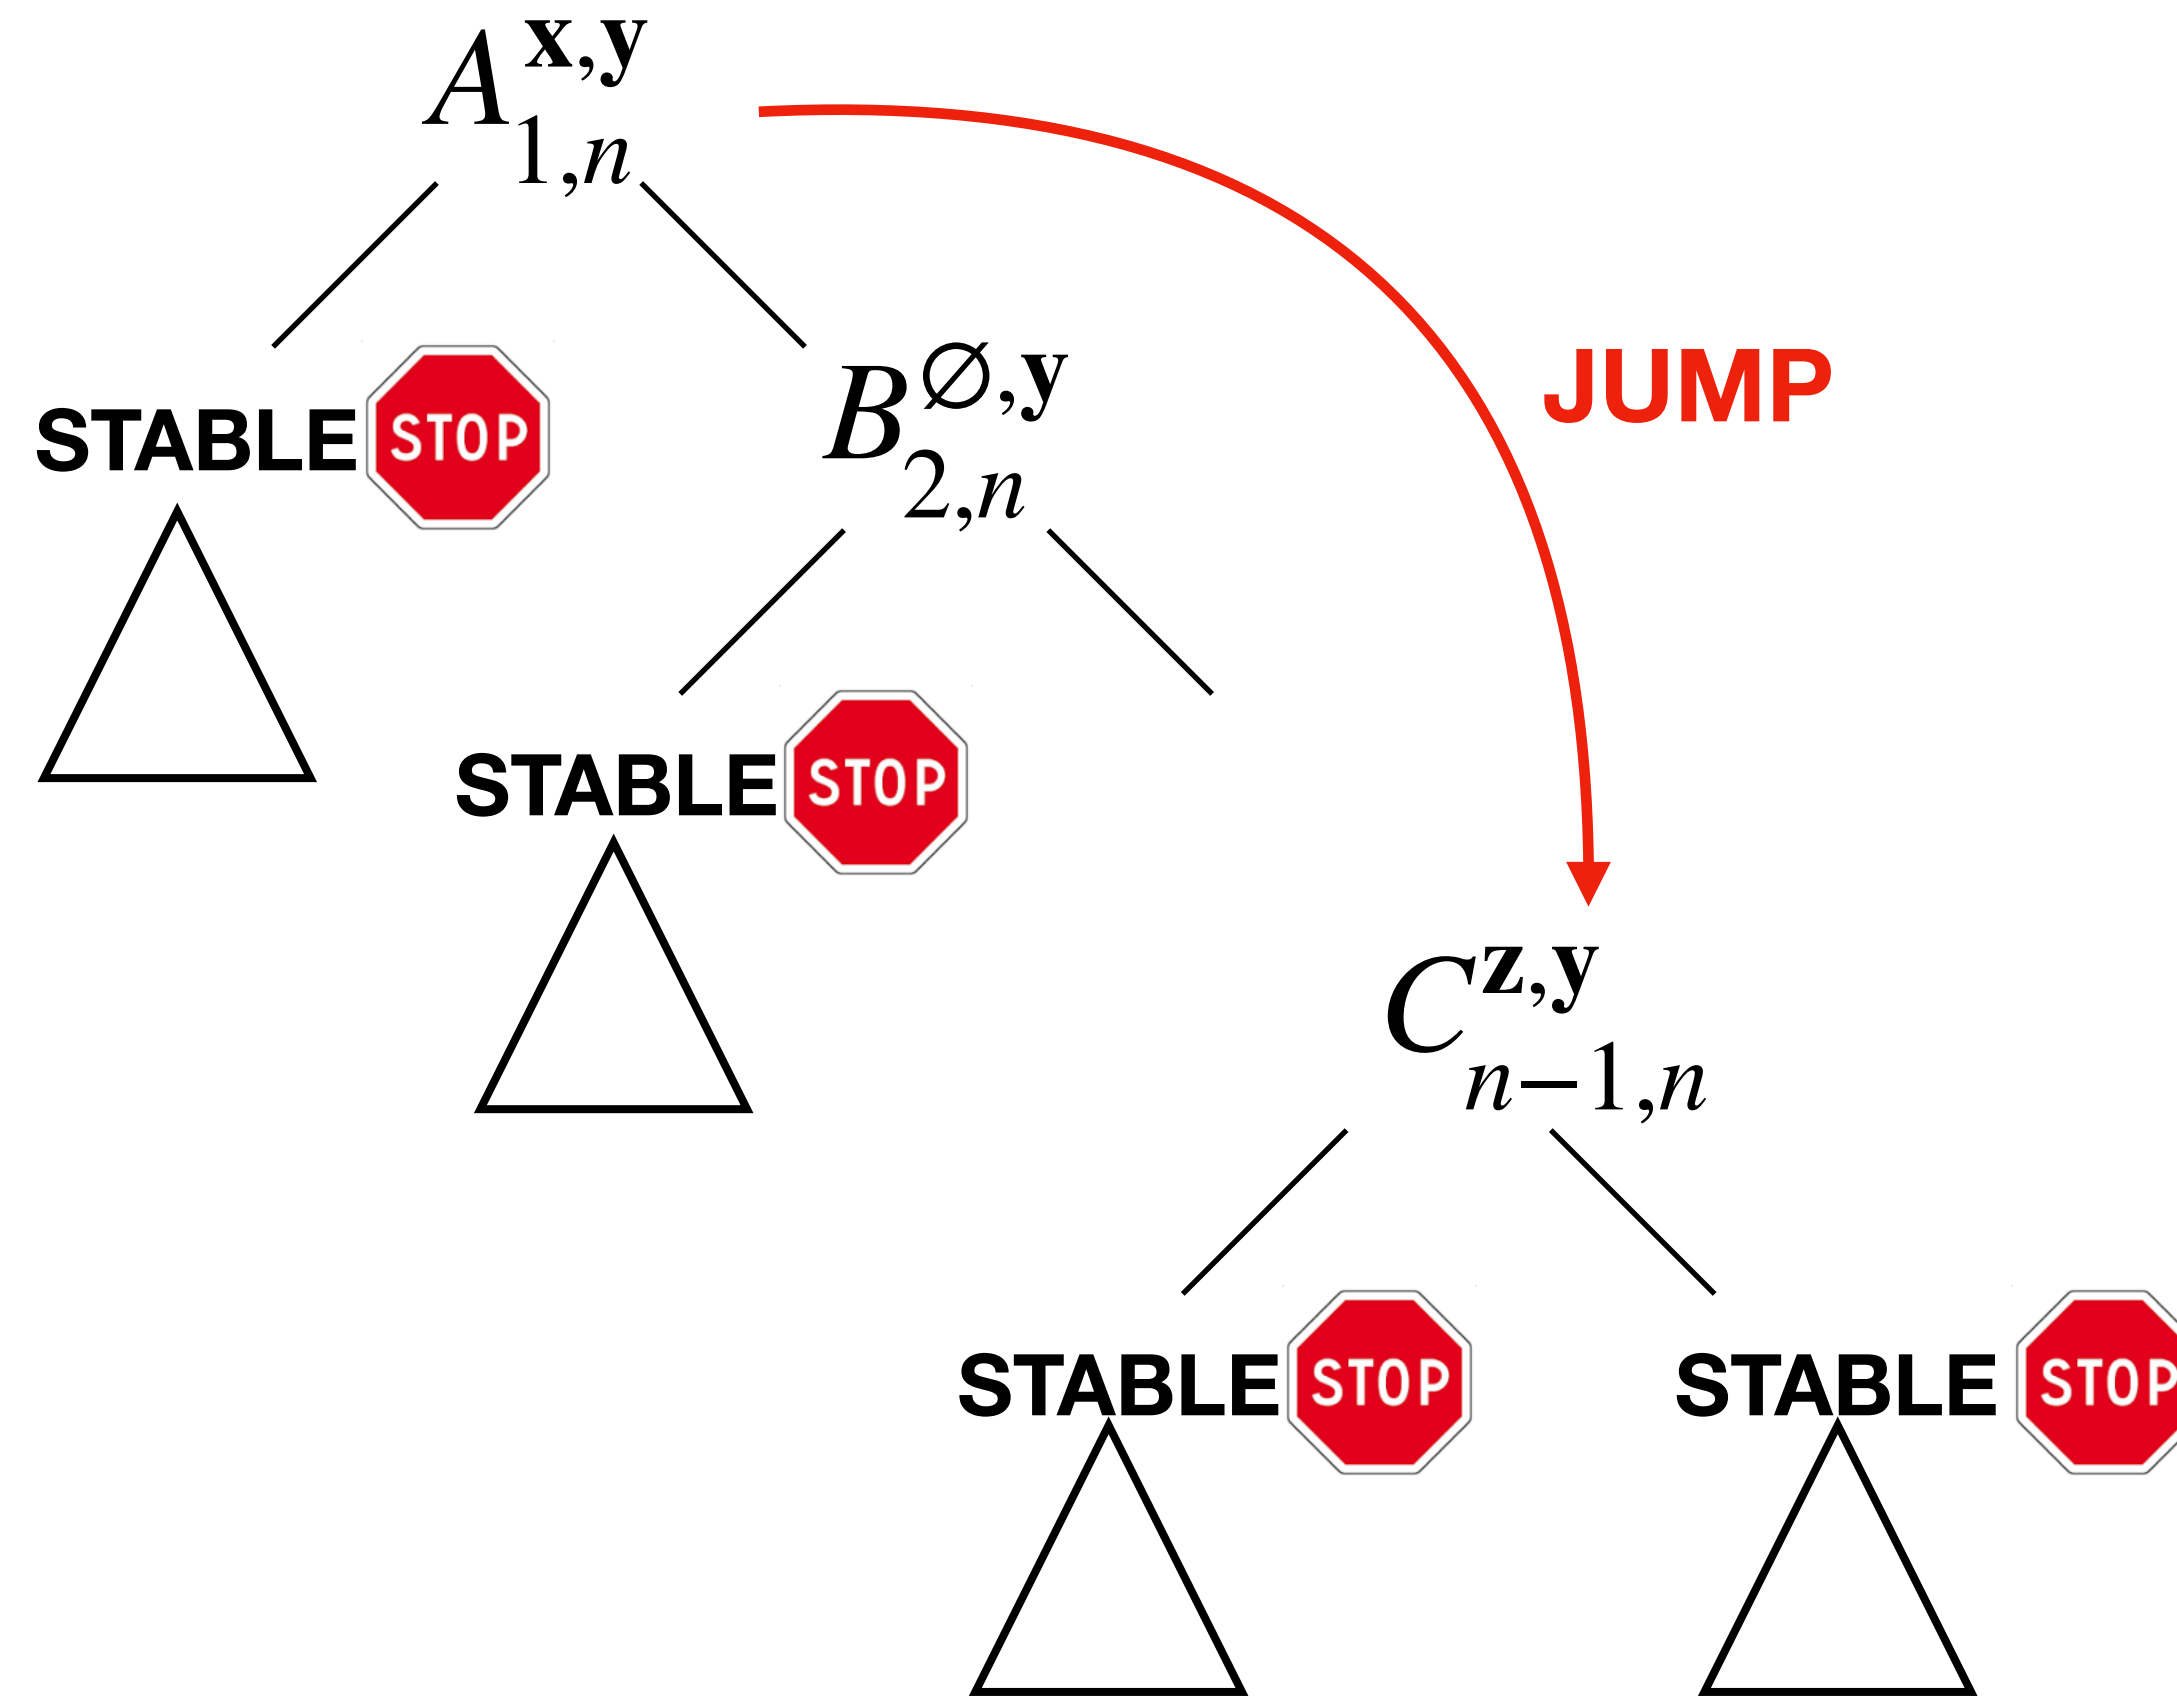 A^{x,y}_{1,n}
JUMP
B^{∅,y}_{2,n}
STABLE STOP
STABLE STOP
C^{z,y}_{n−1,n}
STABLE STOP
STABLE STOP